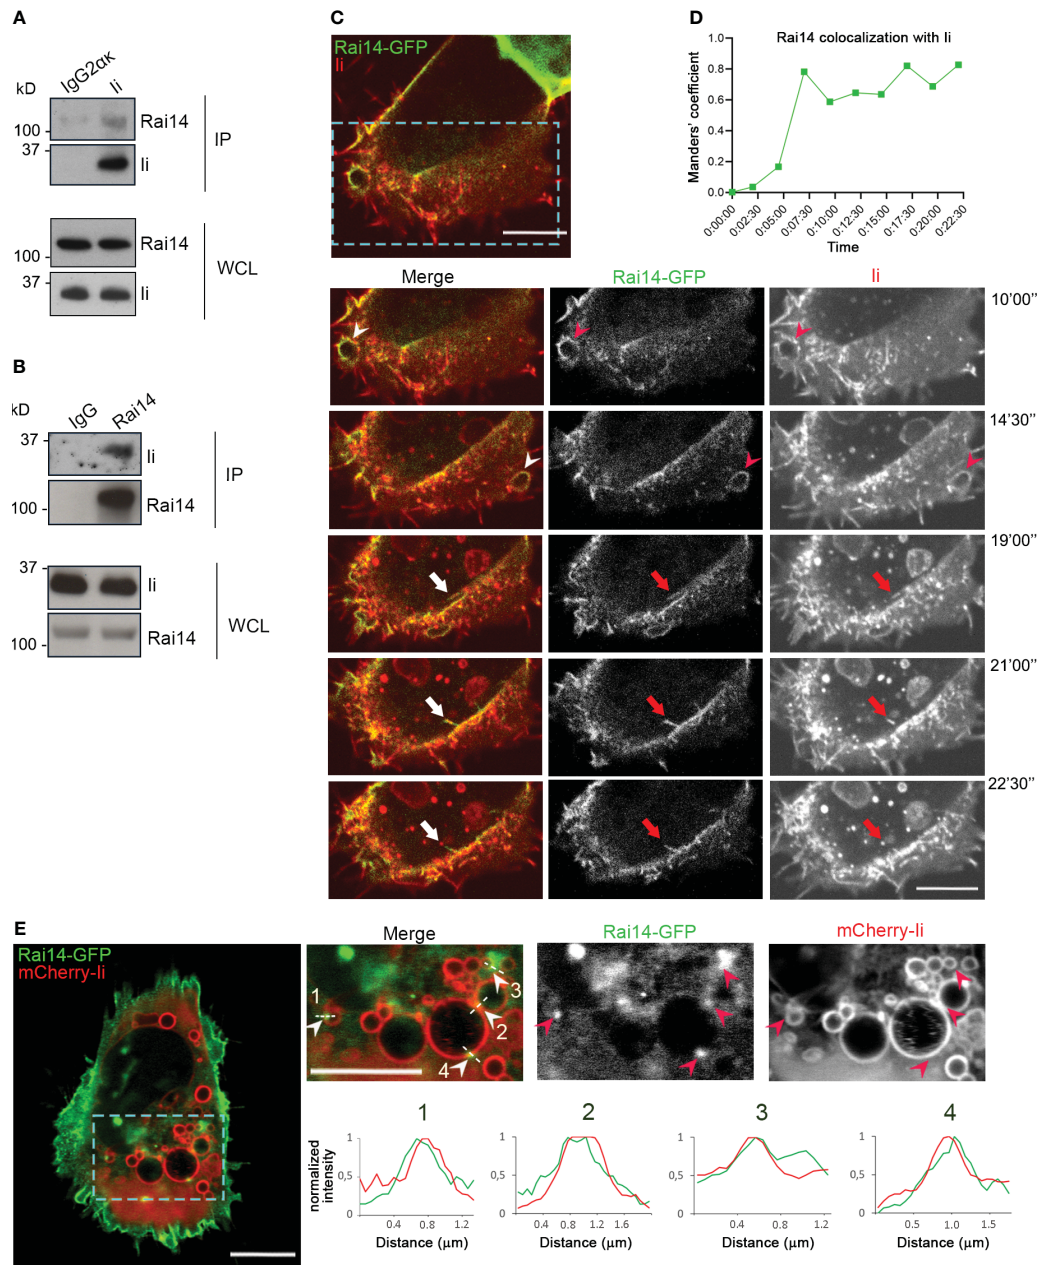 A
kD
IgG2ακ
Ii
100
Rai14
37
Ii
IP
Rai14
100
37
Ii
WCL
B
kD
IgG
Rai14
37
Ii
100
Rai14
IP
37
Ii
Rai14
100
WCL
C
Rai14-GFP
Ii
D
Rai14 colocalization with Ii
Manders' coefficient
1.0
0.8
0.6
0.4
0.2
0.0
0:00:00
0:02:30
0:05:00
0:07:30
0:10:00
0:12:30
0:15:00
0:17:30
0:20:00
0:22:30
Time
Merge
Rai14-GFP
Ii
10'00''
14'30''
19'00''
21'00''
22'30''
E
Rai14-GFP
mCherry-Ii
Merge
Rai14-GFP
mCherry-Ii
1
3
2
4
1
2
3
4
normalized
intensity
1
0,5
0
0.4
0.8
1.2
Distance (μm)
1
0,5
0
0.4
0.8
1.2
1.6
Distance (μm)
1
0,5
0
0.4
0.8
1.2
Distance (μm)
1
0,5
0
0.5
1.0
1.5
Distance (μm)